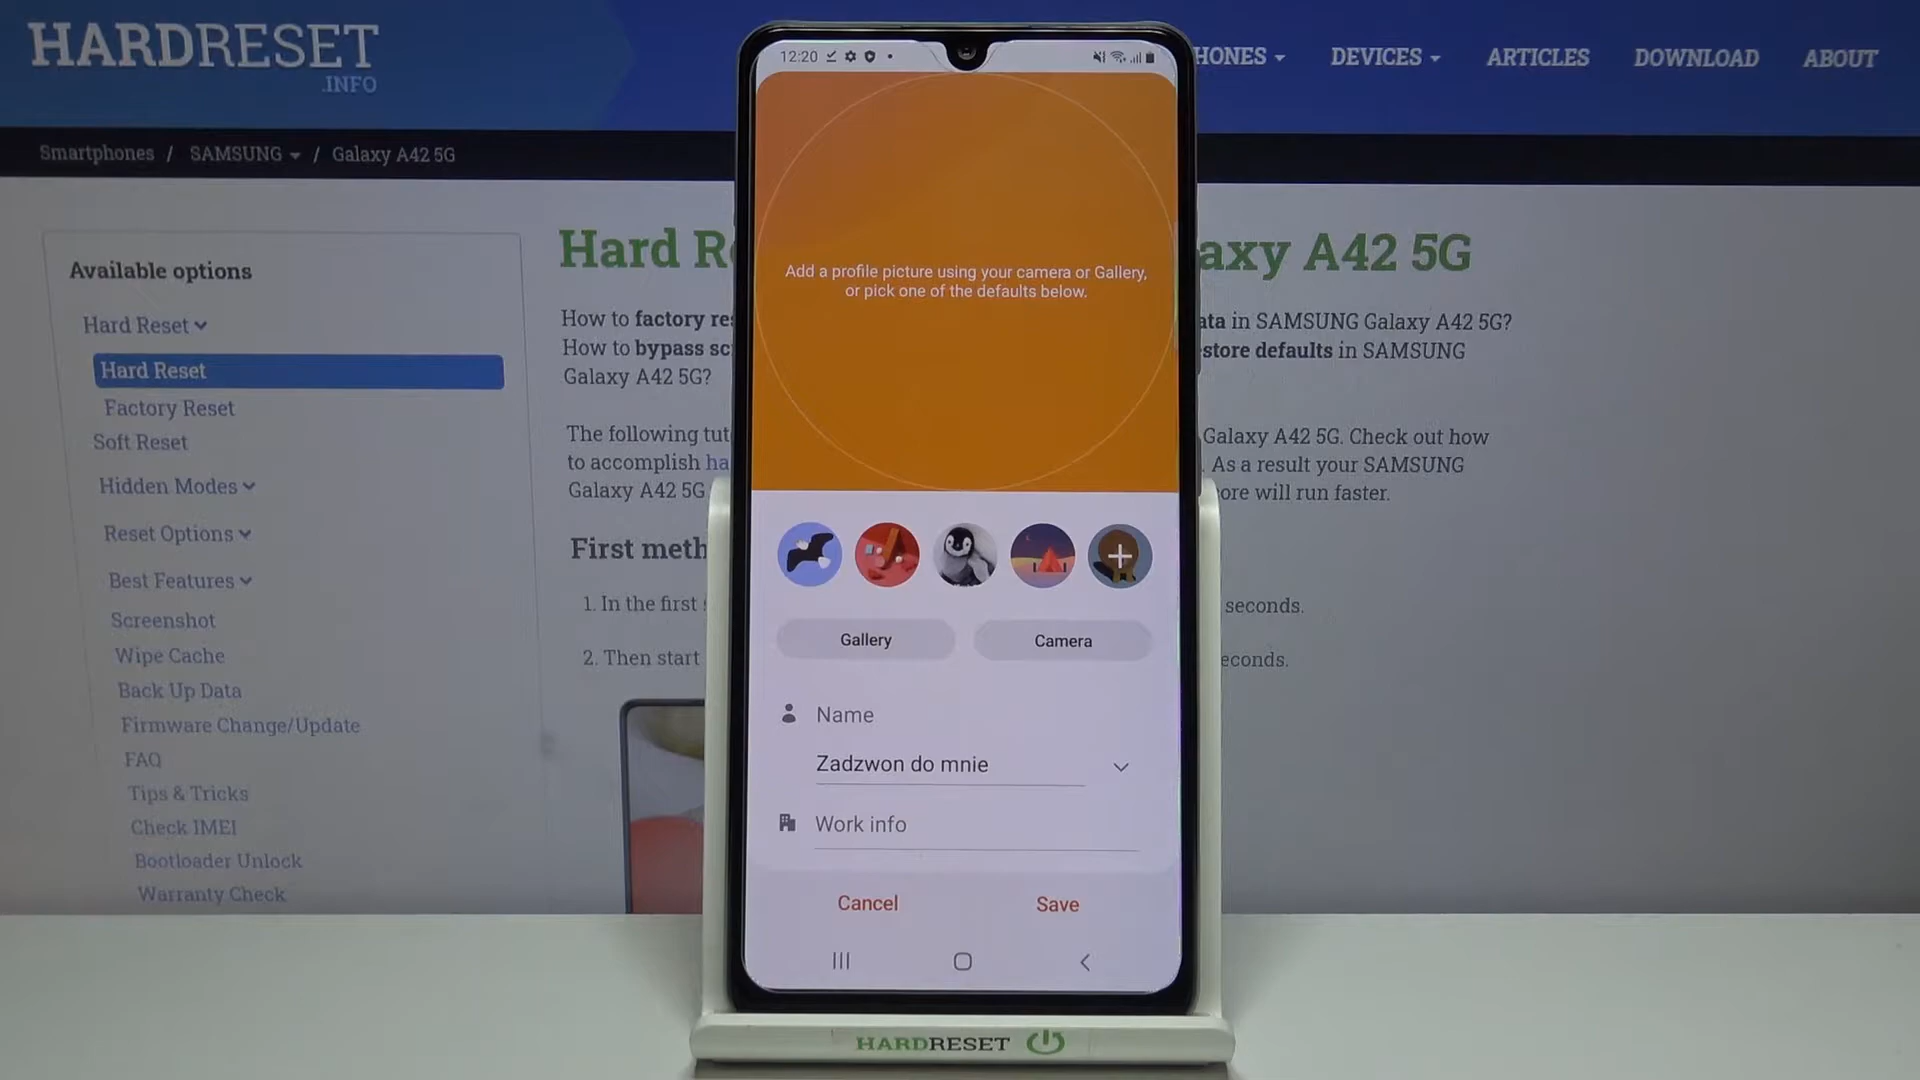 HARDRESET
.INFO
HONES
DEVICES
ARTICLES
DOWNLOAD
ABOUT
Smartphones / SAMSUNG / Galaxy A42 5G
Available options
Hard Reset
Hard Reset
Factory Reset
Soft Reset
Hidden Modes
Reset Options
Best Features
Screenshot
Wipe Cache
Back Up Data
Firmware Change/Update
FAQ
Tips & Tricks
Check IMEI
Bootloader Unlock
Warranty Check
Hard R
axy A42 5G
How to factory re
ata in SAMSUNG Galaxy A42 5G?
How to bypass sc
store defaults in SAMSUNG
Galaxy A42 5G?
The following tut
Galaxy A42 5G. Check out how
to accomplish ha
. As a result your SAMSUNG
Galaxy A42 5G
ore will run faster.
First meth
1. In the first
seconds.
2. Then start
econds.
12:20
Add a profile picture using your camera or Gallery,
or pick one of the defaults below.
Gallery
Camera
Name
Zadzwon do mnie
Work info
Cancel
Save
HARDRESET